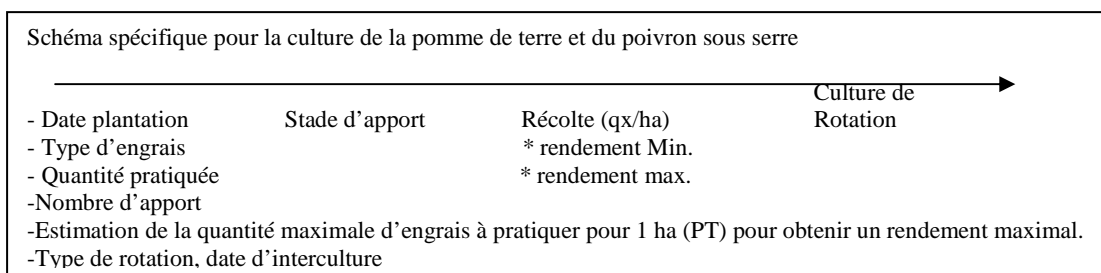 Schéma spécifique pour la culture de la pomme de terre et du poivron sous serre
Culture de
- Date plantation Stade d'apport Récolte (qx/ha) Rotation
- Type d'engrais * rendement Min.
- Quantité pratiquée * rendement max.
-Nombre d'apport
-Estimation de la quantité maximale d'engrais à pratiquer pour 1 ha (PT) pour obtenir un rendement maximal.
-Type de rotation, date d'interculture